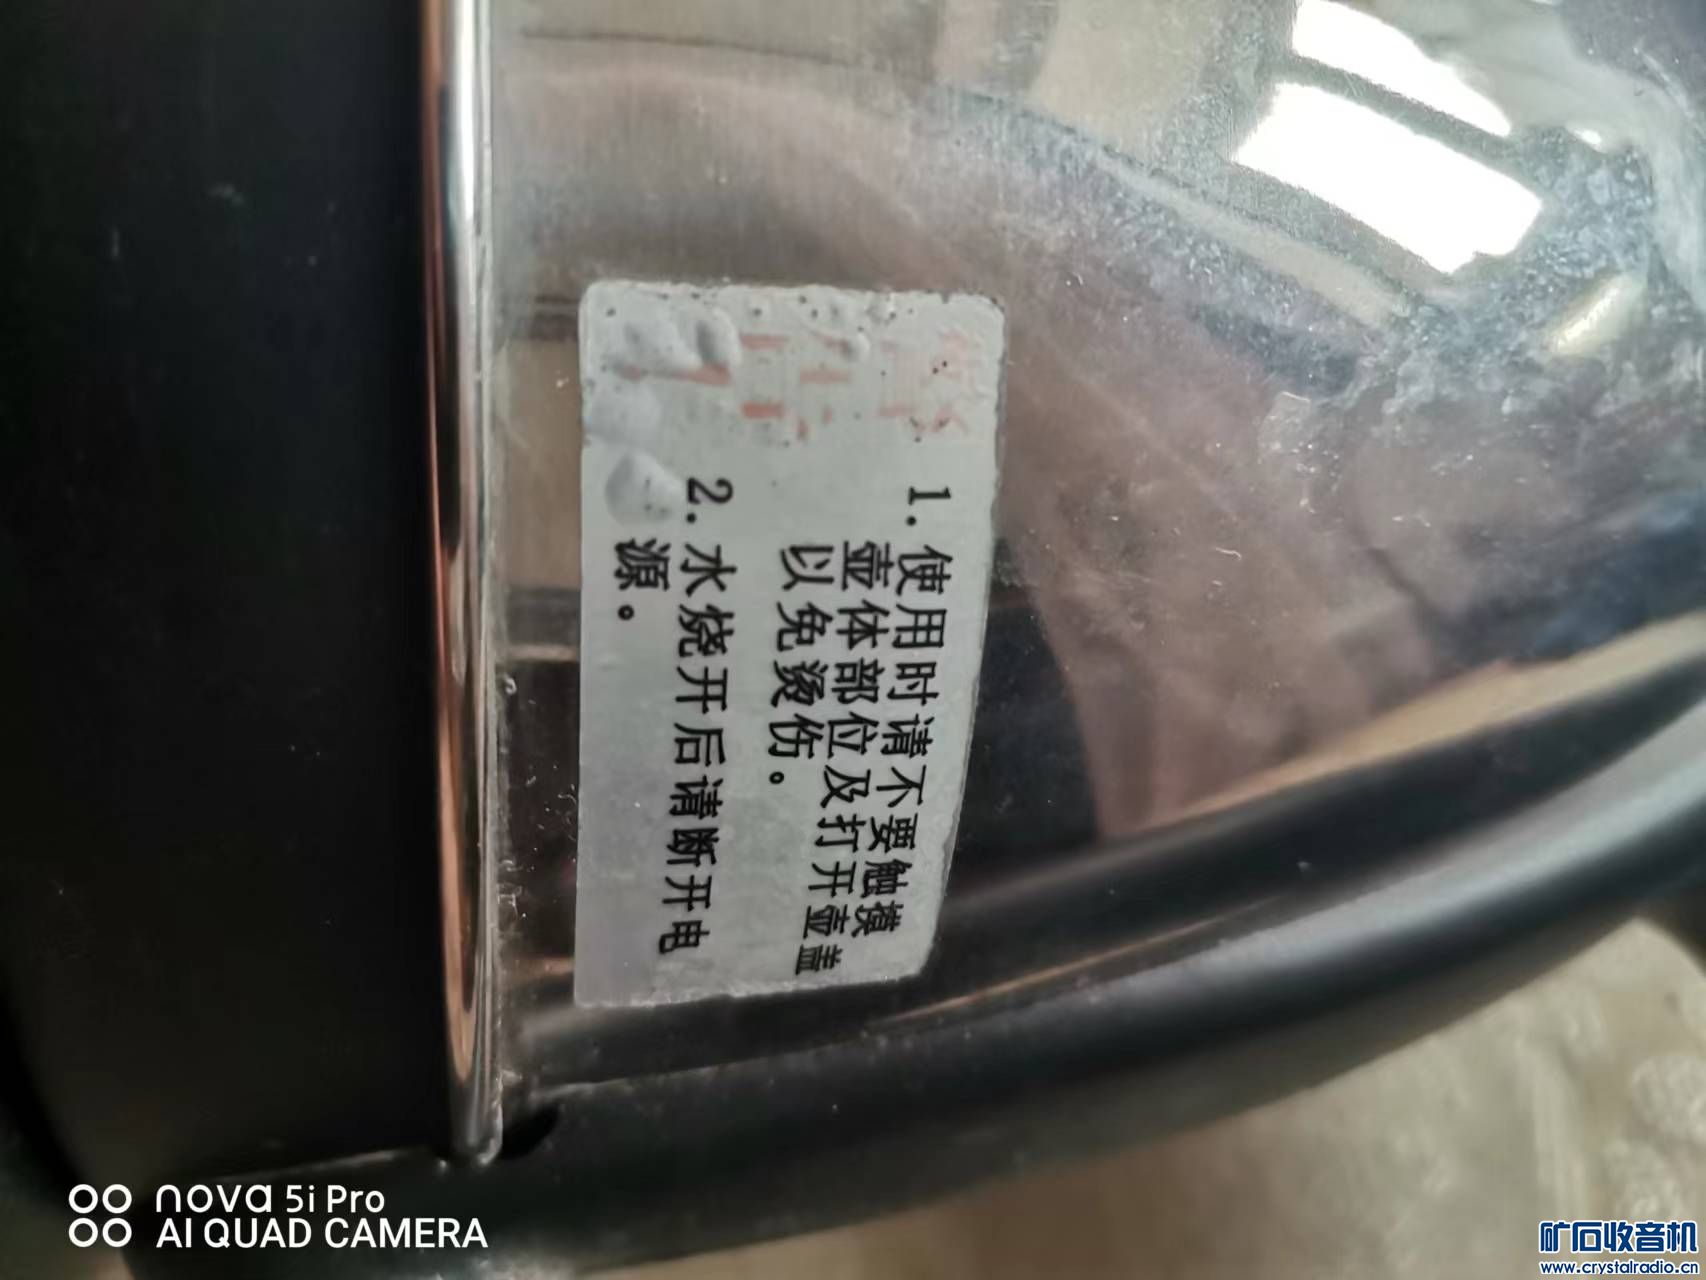 1. 使用时请不要触摸
壶体部位及打开壶盖
以免烫伤。
2. 水烧开后请断开电
源。
nova 5i Pro
AI QUAD CAMERA
矿石收音机
www.crystalradio.cn